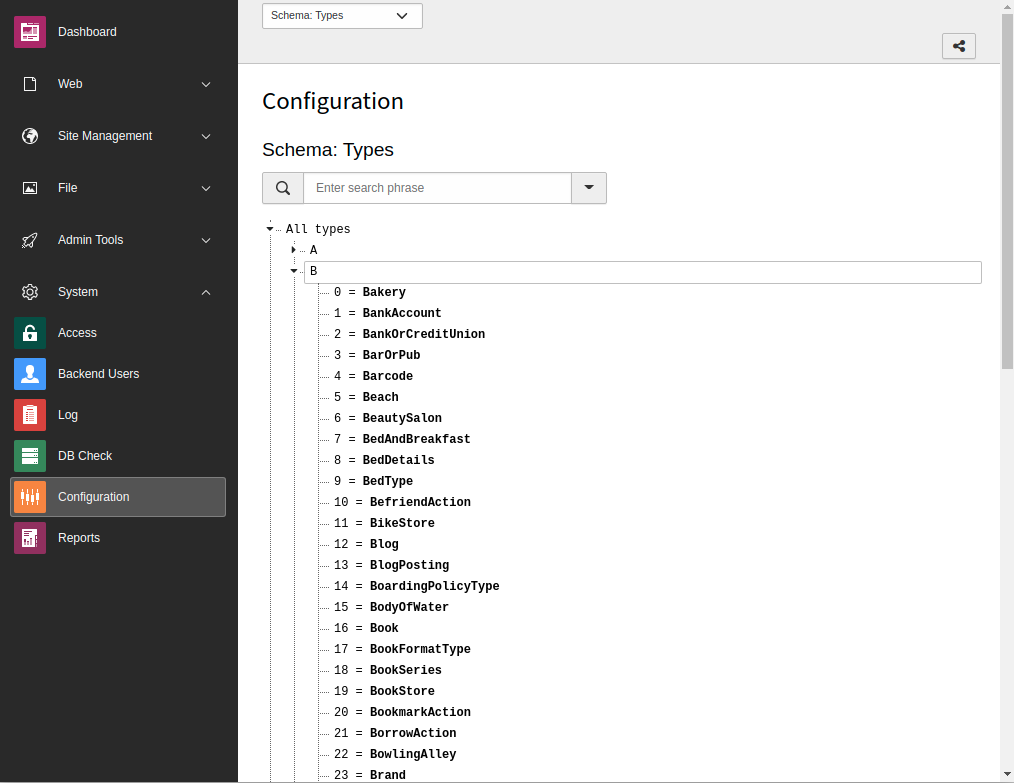 Dashboard
Web
Site Management
File
Admin Tools
System
Access
Backend Users
Log
DB Check
Configuration
Reports
Schema: Types
Configuration
Schema: Types
Enter search phrase
All types
A
B
0 = Bakery
1 = BankAccount
2 = BankOrCreditUnion
3 = BarOrPub
4 = Barcode
5 = Beach
6 = BeautySalon
7 = BedAndBreakfast
8 = BedDetails
9 = BedType
10 = BefriendAction
11 = BikeStore
12 = Blog
13 = BlogPosting
14 = BoardingPolicyType
15 = BodyOfWater
16 = Book
17 = BookFormatType
18 = BookSeries
19 = BookStore
20 = BookmarkAction
21 = BorrowAction
22 = BowlingAlley
23 = Brand